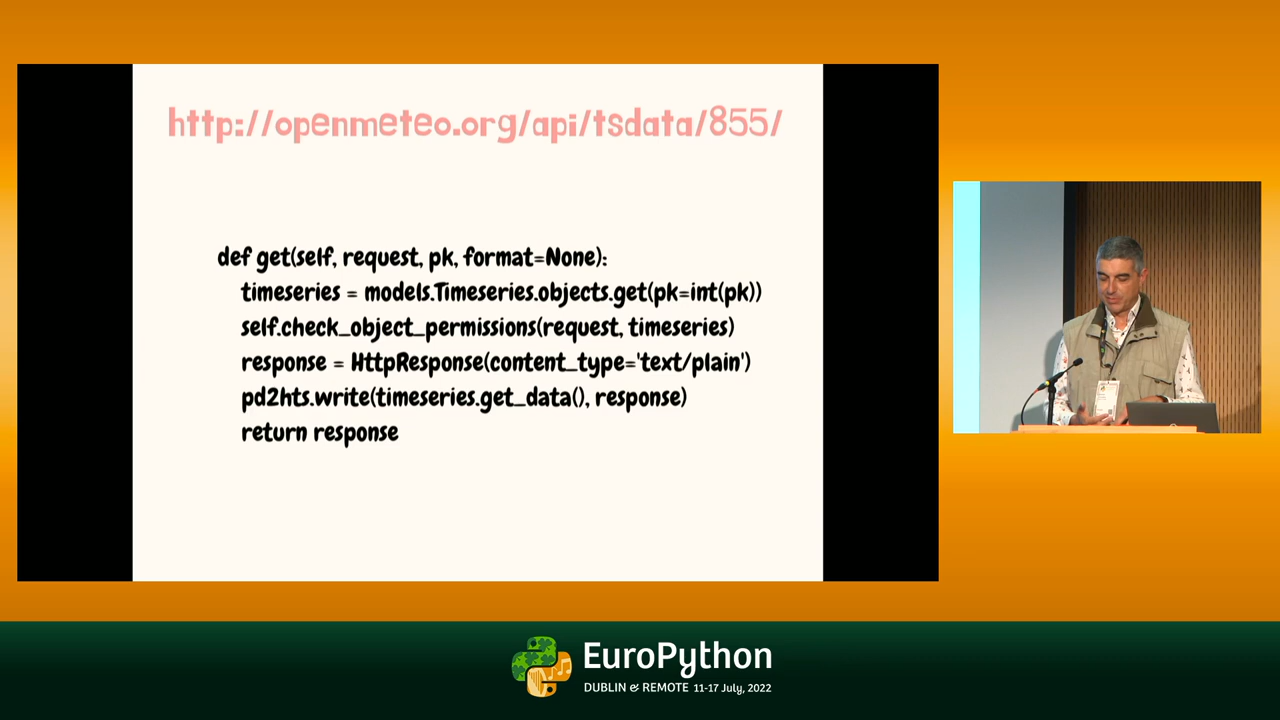 http://openmeteo.org/api/tsdata/855/
def get(self, request, pk, format=None):
timeseries = models.Timeseries.objects.get(pk=int(pk))
self.check_object_permissions(request, timeseries)
response = HttpResponse(content_type='text/plain')
pd2hts.write(timeseries.get_data(), response)
return response
EuroPython
DUBLIN & REMOTE 11-17 July, 2022